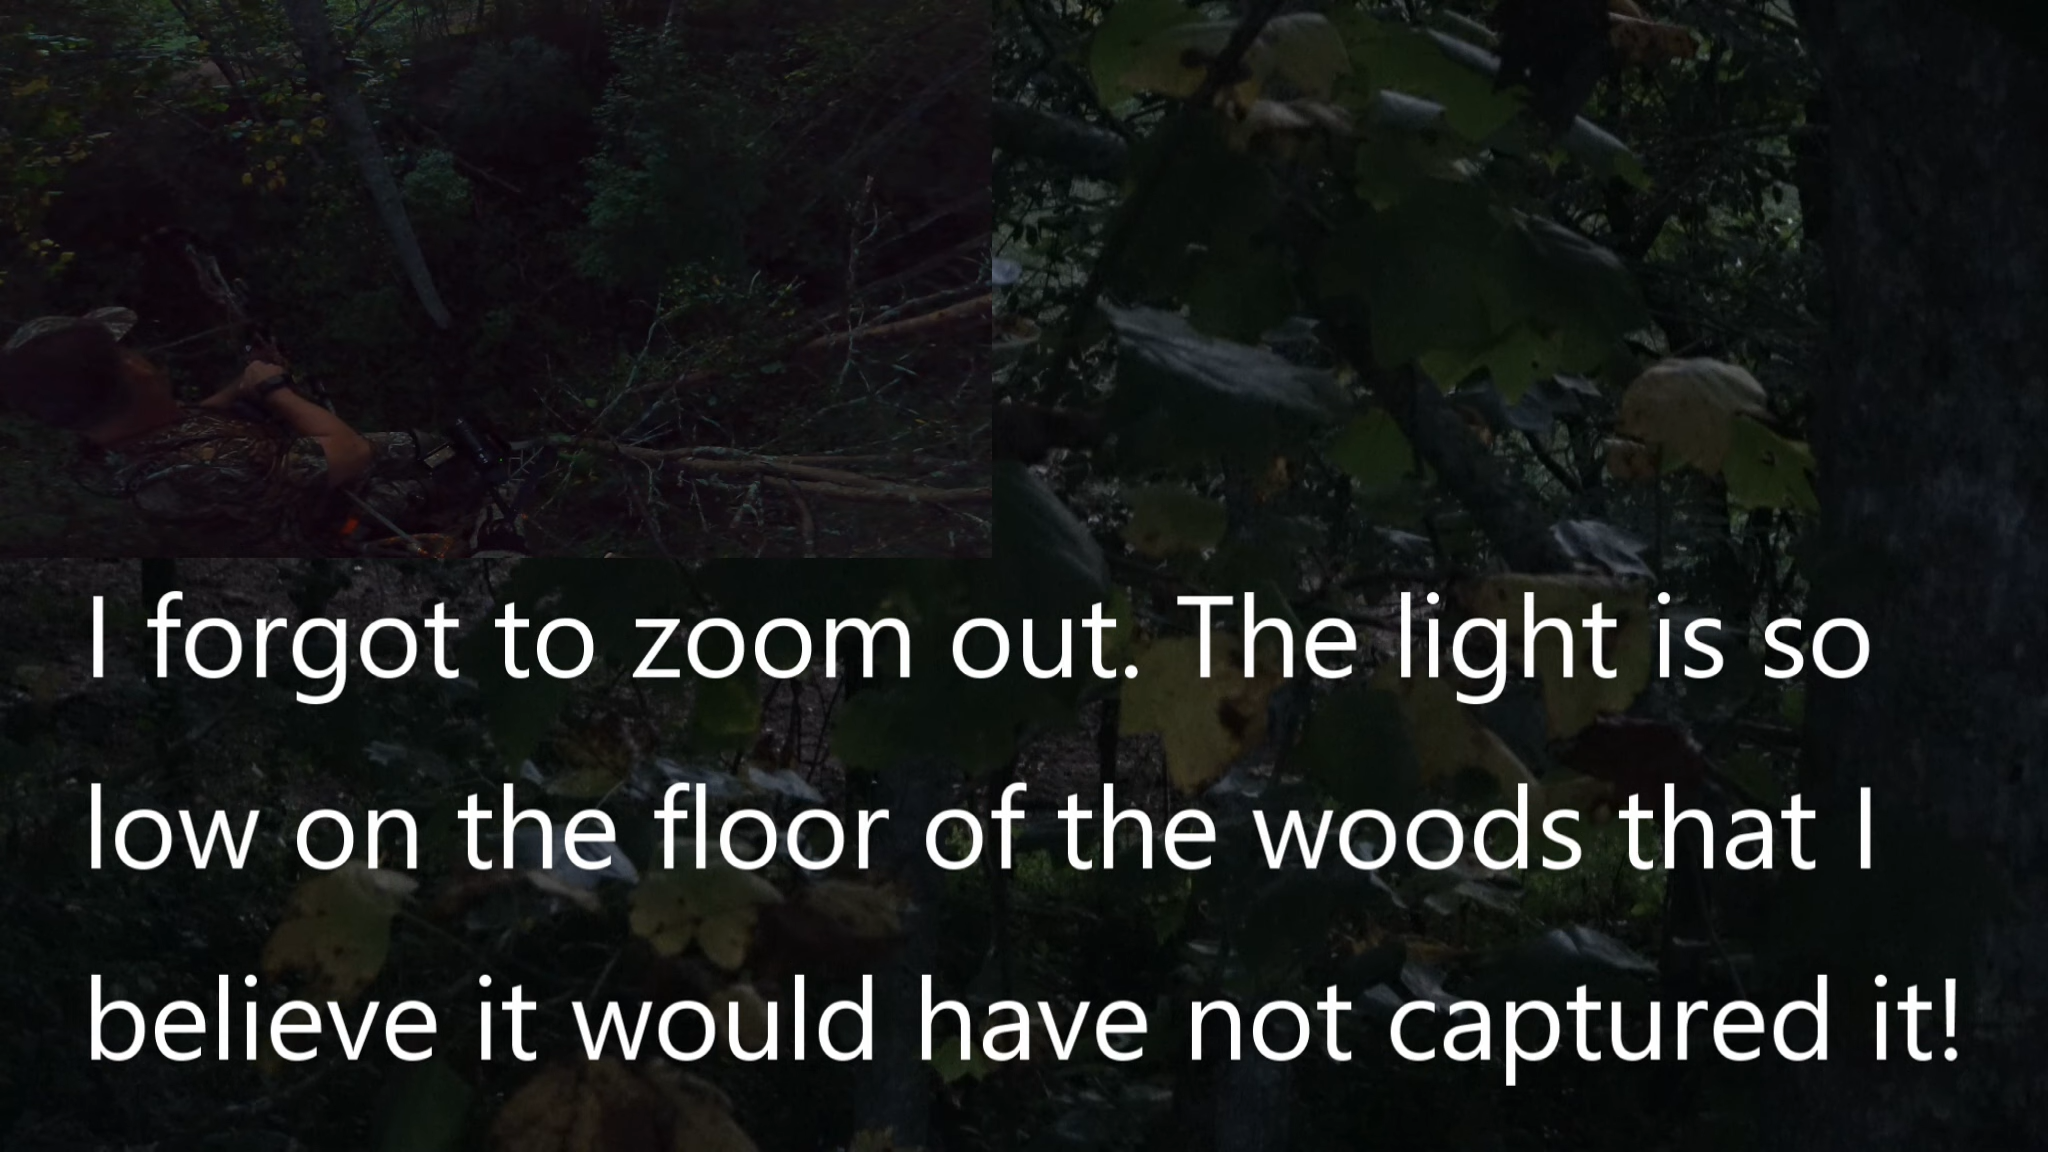 I forgot to zoom out. The light is so
low on the floor of the woods that I
believe it would have not captured it!